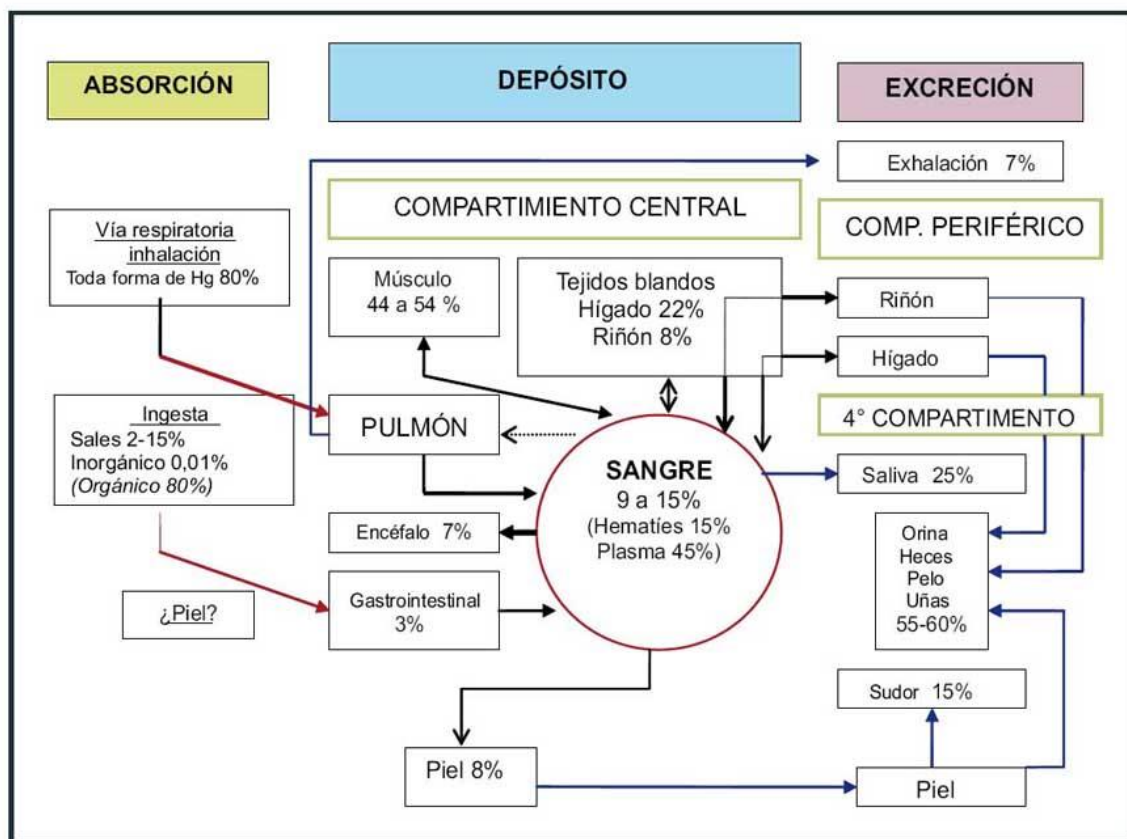 ABSORCIÓN
DEPÓSITO
EXCRECIÓN
Exhalación 7%
COMPARTIMIENTO CENTRAL
COMP. PERIFÉRICO
Vía respiratoria
inhalación
Toda forma de Hg 80%
Músculo
44 a 54 %
Tejidos blandos
Hígado 22%
Riñón 8%
Riñón
Hígado
Ingesta
Sales 2-15%
Inorgánico 0,01%
(Orgánico 80%)
PULMÓN
4° COMPARTIMENTO
SANGRE
9 a 15%
(Hematíes 15%
Plasma 45%)
Saliva 25%
Encéfalo 7%
Orina
Heces
Pelo
Uñas
55-60%
¿Piel?
Gastrointestinal
3%
Sudor 15%
Piel 8%
Piel